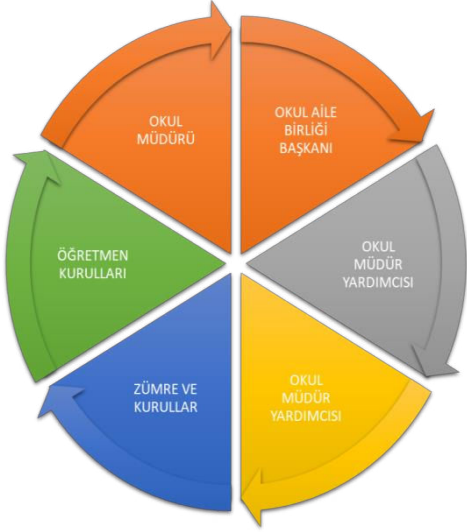 OKUL
MÜDÜRÜ
OKUL AİLE
BİRLİĞİ
BAŞKANI
OKUL
MÜDÜR
YARDIMCISI
OKUL
MÜDÜR
YARDIMCISI
ZÜMRE VE
KURULLAR
ÖĞRETMEN
KURULLARI